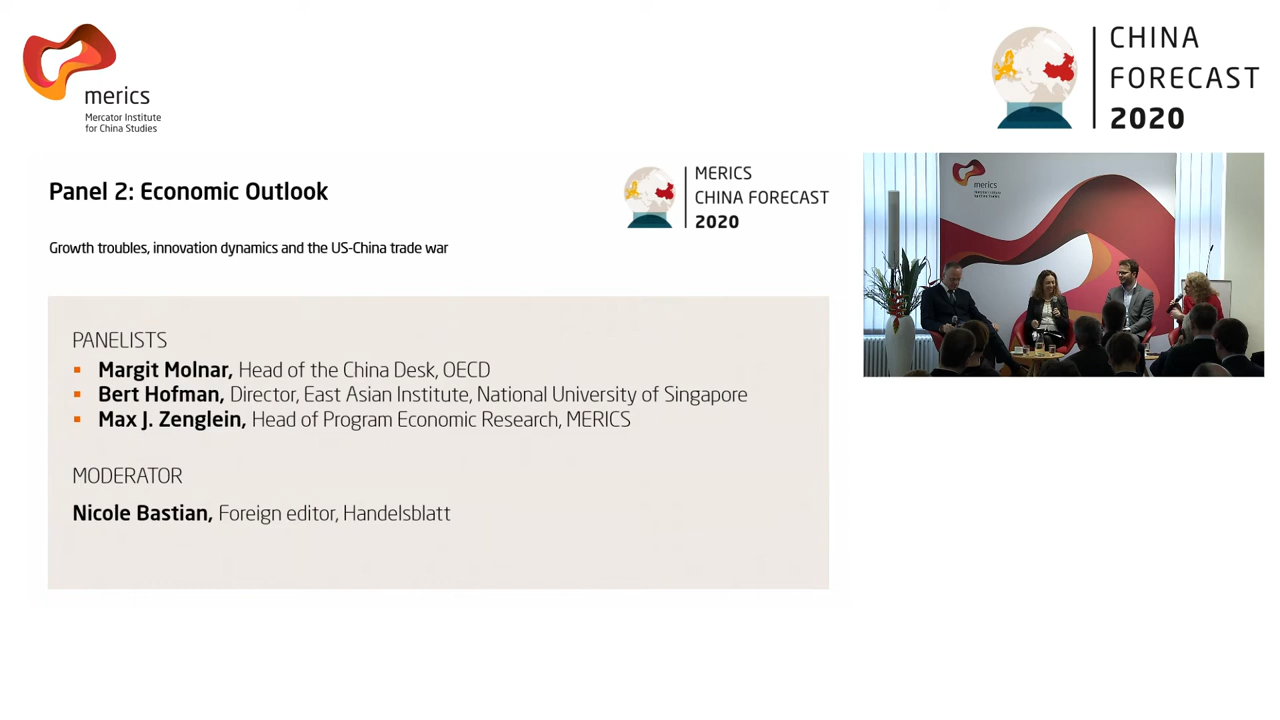 merics
Mercator Institute
for China Studies
CHINA
FORECAST
2020
Panel 2: Economic Outlook
Growth troubles, innovation dynamics and the US-China trade war
MERICS
CHINA FORECAST
2020
PANELISTS
Margit Molnar, Head of the China Desk, OECD
Bert Hofman, Director, East Asian Institute, National University of Singapore
Max J. Zenglein, Head of Program Economic Research, MERICS
MODERATOR
Nicole Bastian, Foreign editor, Handelsblatt
merics